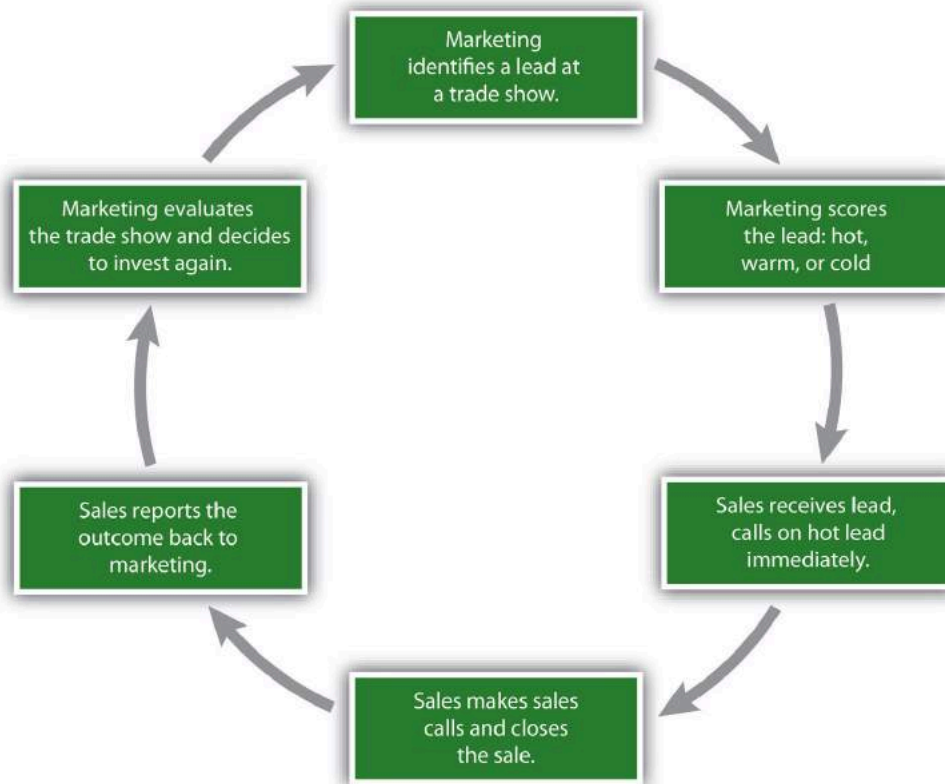 Marketing
identifies a lead at
a trade show.
Marketing scores
the lead: hot,
warm, or cold
Sales receives lead,
calls on hot lead
immediately.
Sales makes sales
calls and closes
the sale.
Sales reports the
outcome back to
marketing.
Marketing evaluates
the trade show and decides
to invest again.